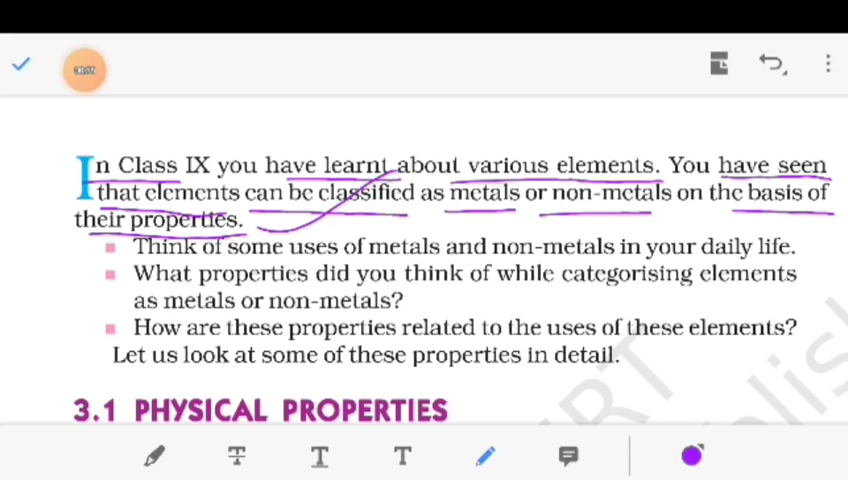 In Class IX you have learnt about various elements. You have seen
that elements can be classified as metals or non-metals on the basis of
their properties.
Think of some uses of metals and non-metals in your daily life.
What properties did you think of while categorising elements
as metals or non-metals?
How are these properties related to the uses of these elements?
Let us look at some of these properties in detail.
3.1 PHYSICAL PROPERTIES